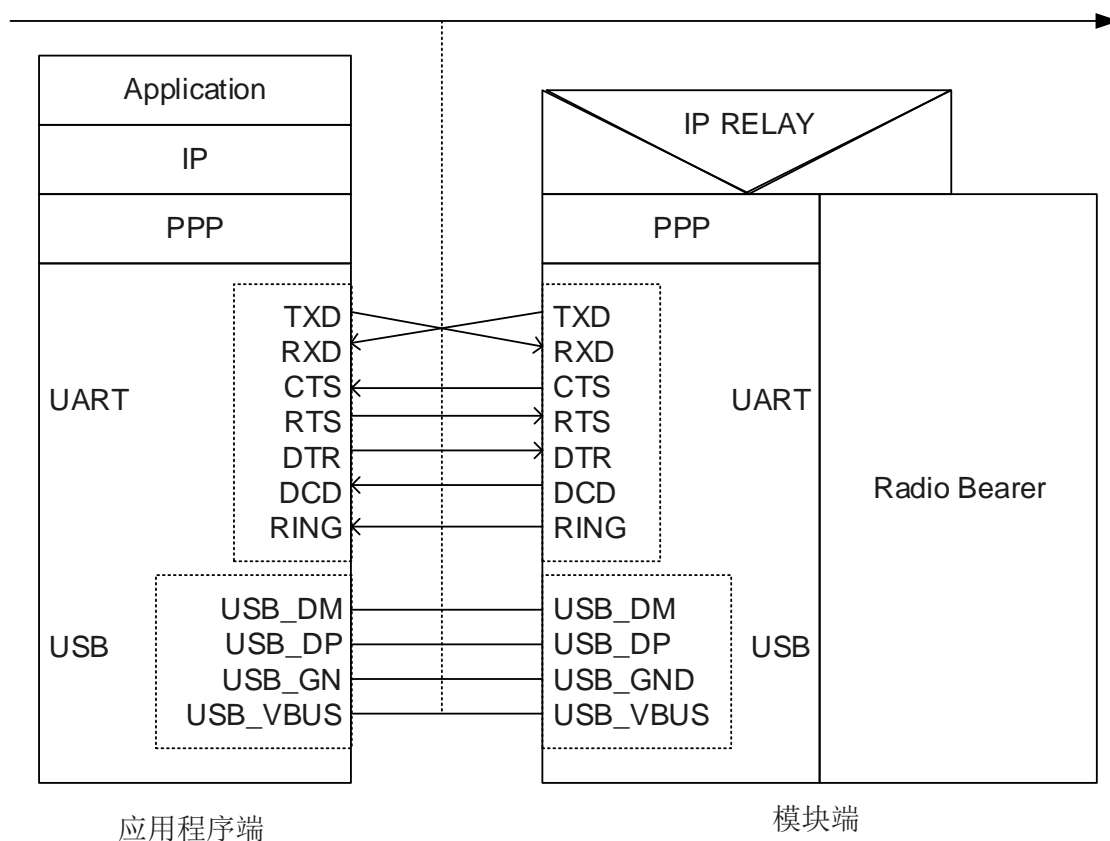 Application
IP
PPP
UART
TXD
RXD
CTS
RTS
DTR
DCD
RING
USB
USB_DM
USB_DP
USB_GN
USB_VBUS
应用程序端
IP RELAY
PPP
TXD
RXD
CTS
RTS
DTR
DCD
RING
UART
USB_DM
USB_DP
USB_GND
USB_VBUS
USB
Radio Bearer
模块端